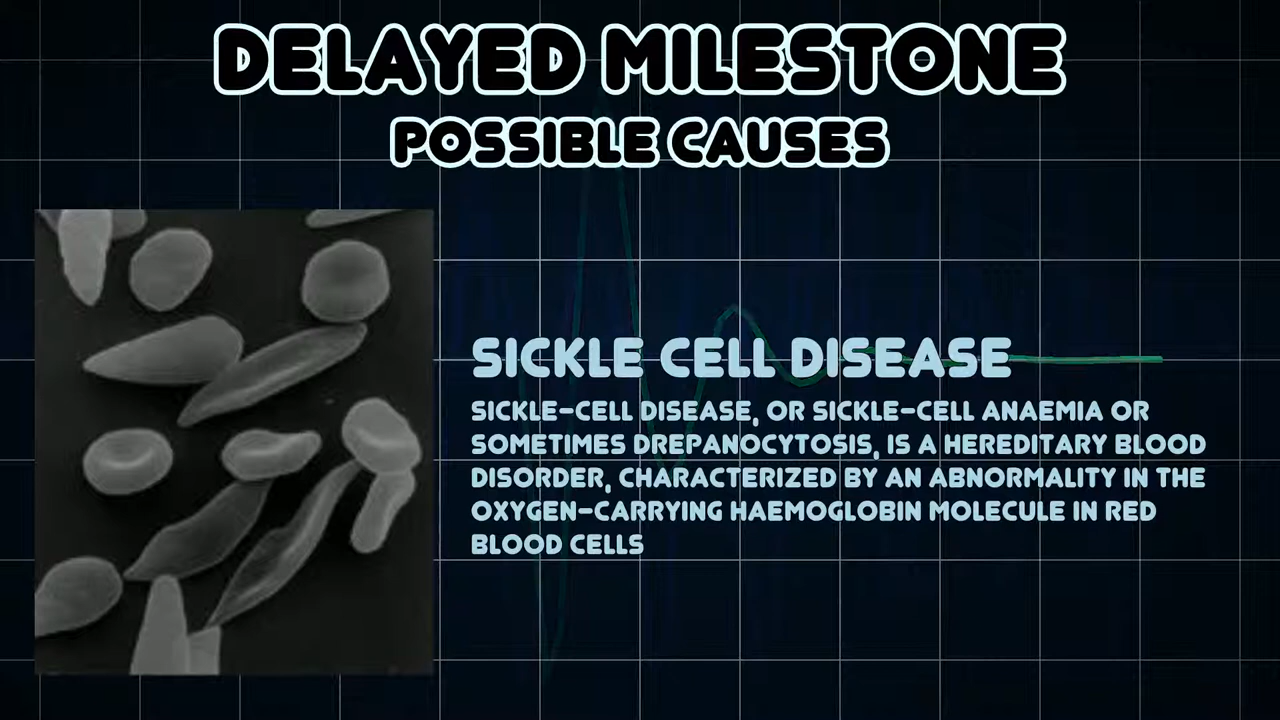 DELAYED MILESTONE
POSSIBLE CAUSES
SICKLE CELL DISEASE
SICKLE-CELL DISEASE, OR SICKLE-CELL ANAEMIA OR
SOMETIMES DREPANOCYTOSIS, IS A HEREDITARY BLOOD
DISORDER, CHARACTERIZED BY AN ABNORMALITY IN THE
OXYGEN-CARRYING HAEMOGLOBIN MOLECULE IN RED
BLOOD CELLS